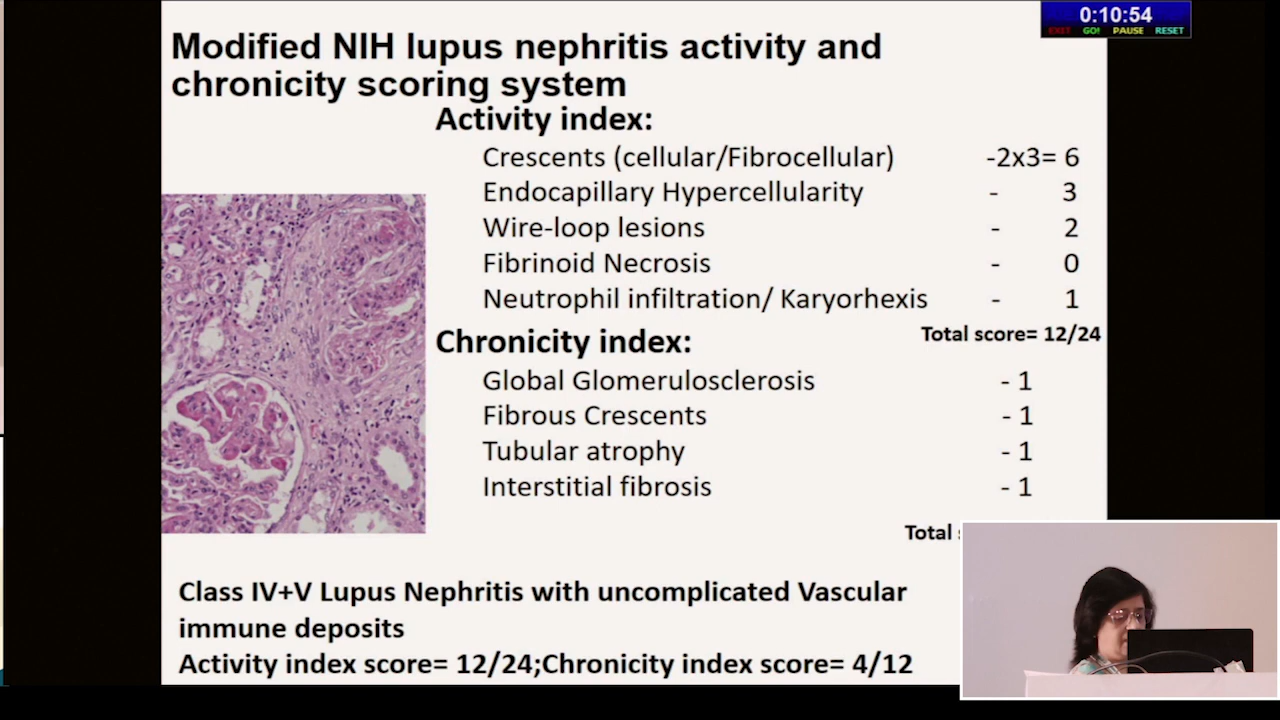 0:10:54
EXIT GO! PAUSE RESET
Modified NIH lupus nephritis activity and
chronicity scoring system
Activity index:
Crescents (cellular/Fibrocellular) -2x3= 6
Endocapillary Hypercellularity - 3
Wire-loop lesions - 2
Fibrinoid Necrosis - 0
Neutrophil infiltration/ Karyorhexis - 1
Total score= 12/24
Chronicity index:
Global Glomerulosclerosis - 1
Fibrous Crescents - 1
Tubular atrophy - 1
Interstitial fibrosis - 1
Total
Class IV+V Lupus Nephritis with uncomplicated Vascular
immune deposits
Activity index score= 12/24;Chronicity index score= 4/12